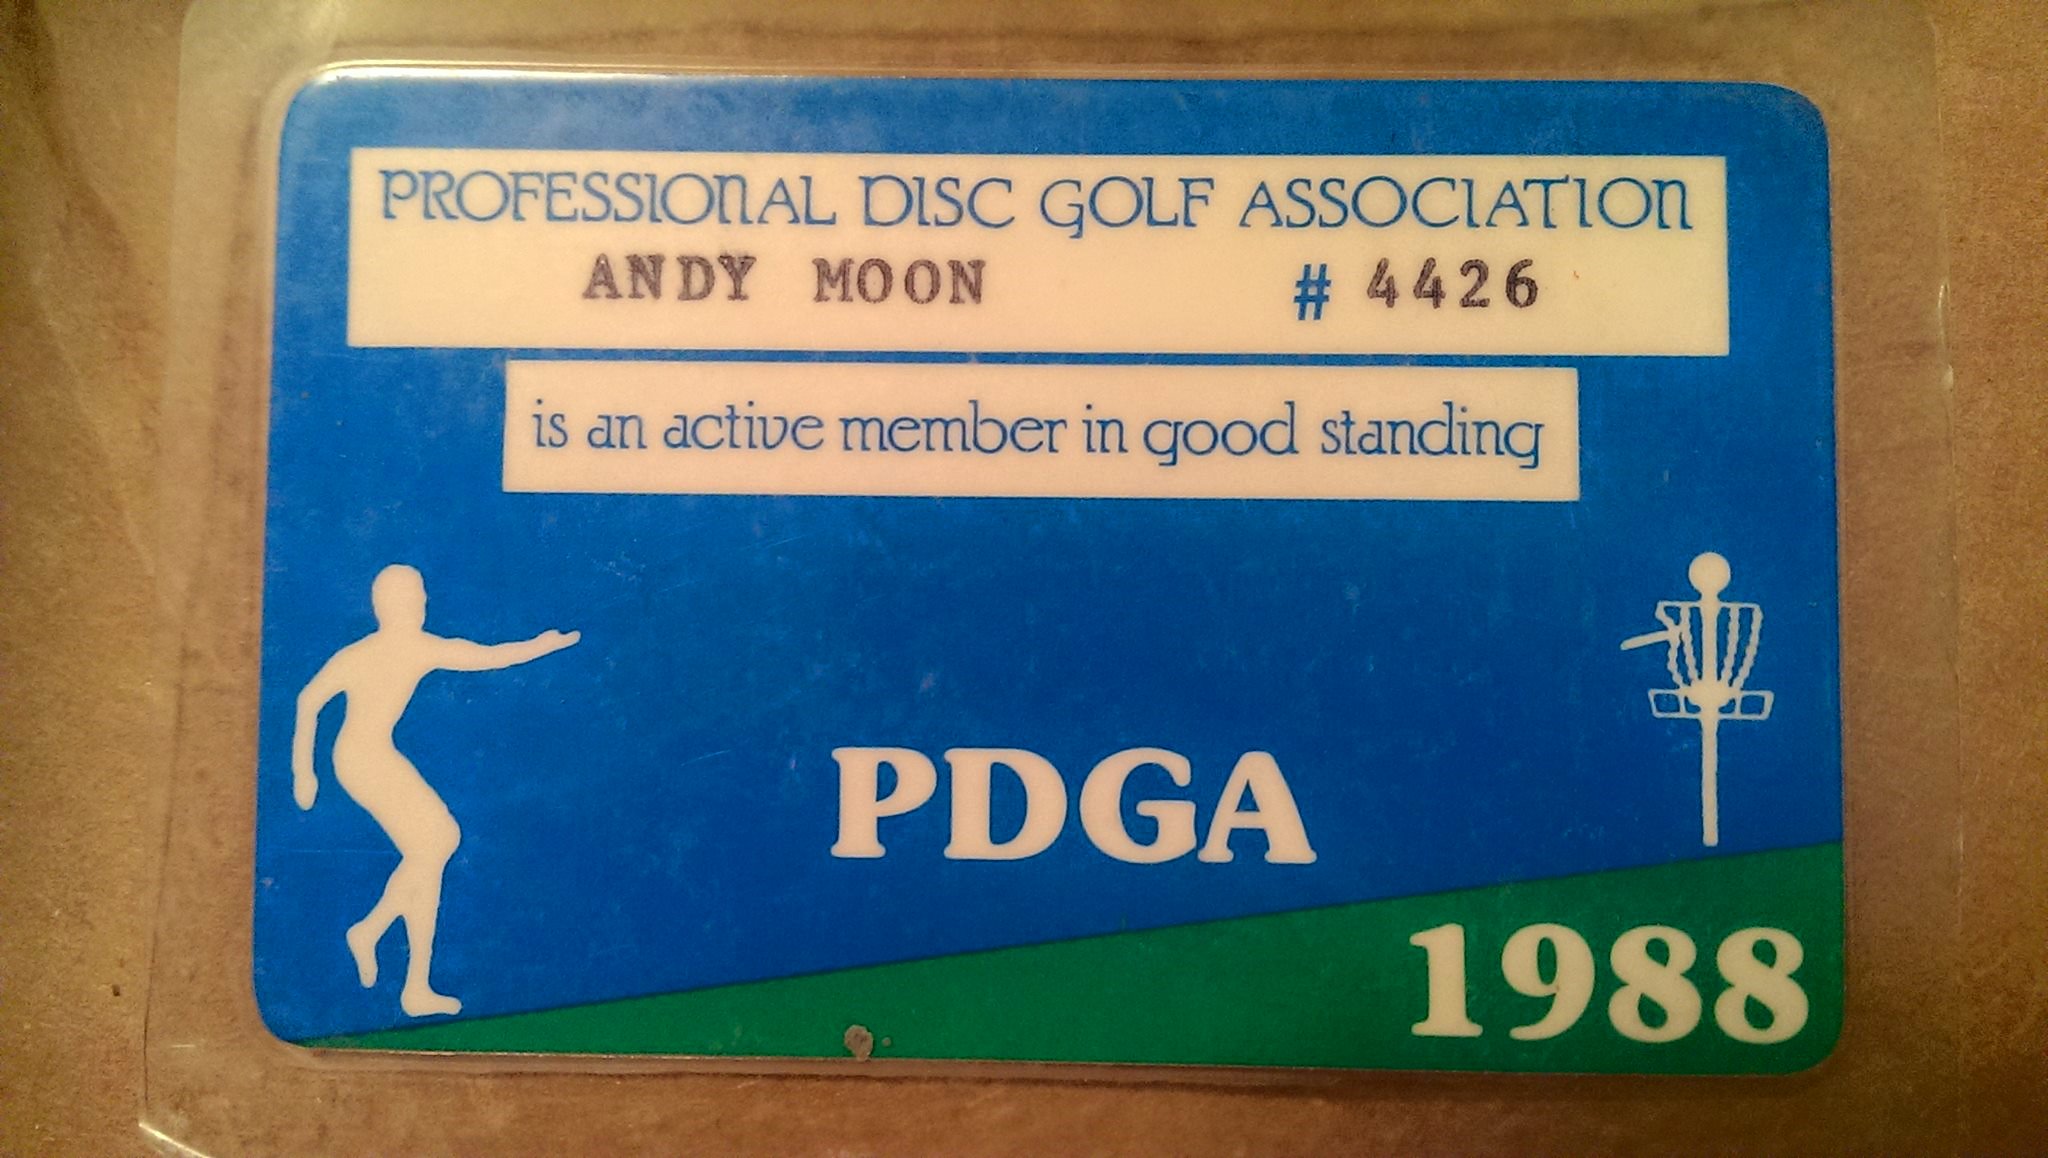 PROFESSIONAL DISC GOLF ASSOCIATION
ANDY MOON # 4426
is an active member in good standing
PDGA
1988